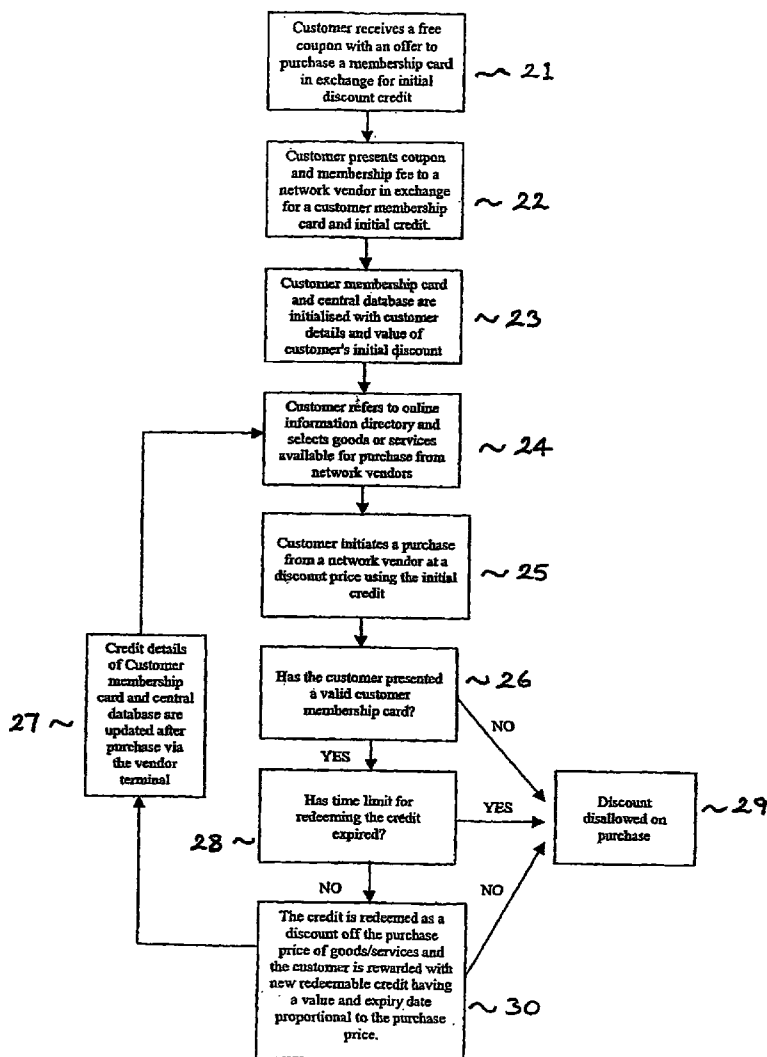 Customer receives a free
coupon with an offer to
purchase a membership card
in exchange for initial
discount credit
~ 21
Customer presents coupon
and membership fee to a
network vendor in exchange
for a customer membership
card and initial credit.
~ 22
Customer membership card
and central database are
initialised with customer
details and value of
customer's initial discount
~ 23
Customer refers to online
information directory and
selects goods or services
available for purchase from
network vendors
~ 24
Customer initiates a purchase
from a network vendor at a
discount price using the initial
credit
~ 25
Has the customer presented
a valid customer
membership card?
~ 26
NO
YES
Credit details
of Customer
membership
card and central
database are
updated after
purchase via
the vendor
terminal
27 ~
Has time limit for
redeeming the credit
expired?
28 ~
YES
Discount
disallowed on
purchase
~ 29
NO
NO
The credit is redeemed as a
discount off the purchase
price of goods/services and
the customer is rewarded with
new redeemable credit having
a value and expiry date
proportional to the purchase
price.
~ 30